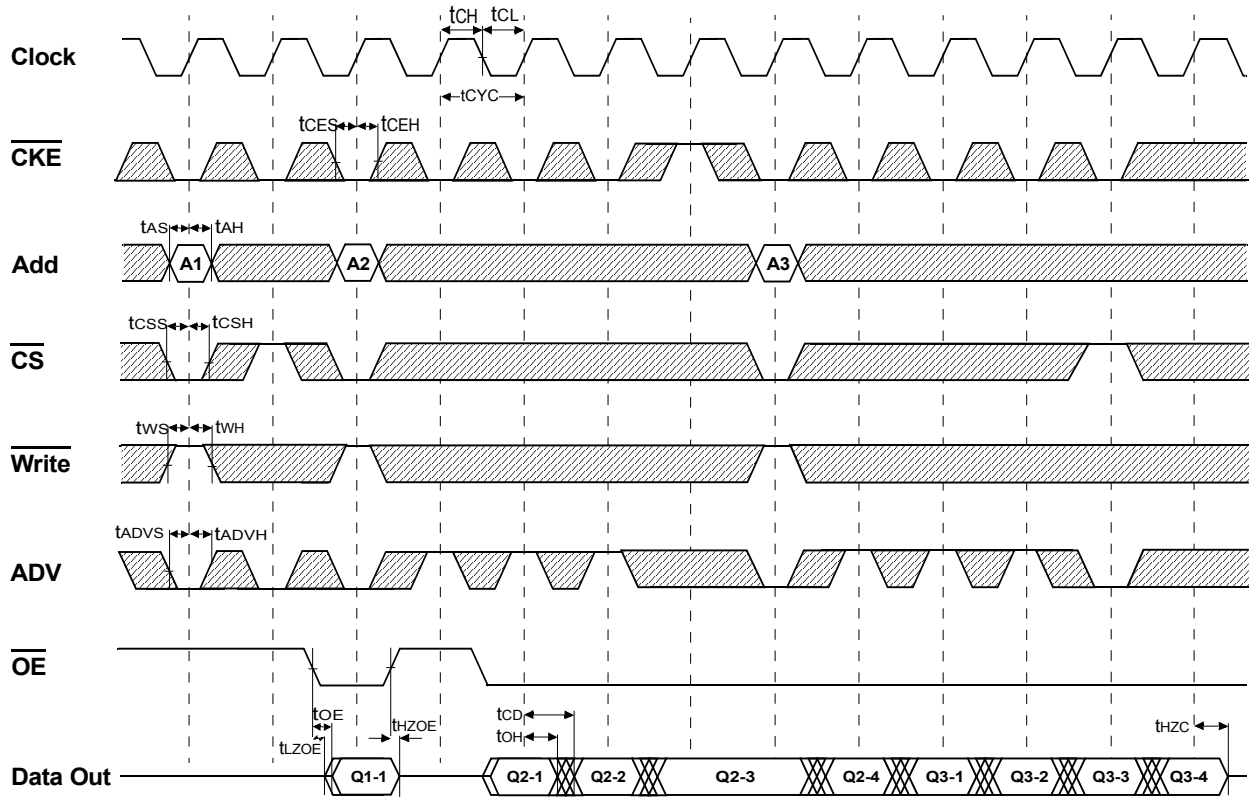 tCH tCL
Clock
tCYC
tCES tCEH
CKE
tAS tAH
Add A1 A2 A3
tCSS tCSH
CS
tWS tWH
Write
tADVS tADVH
ADV
OE
tOE tHZOE tCD tHZC
tLZOE tOH
Data Out Q1-1 Q2-1 Q2-2 Q2-3 Q2-4 Q3-1 Q3-2 Q3-3 Q3-4